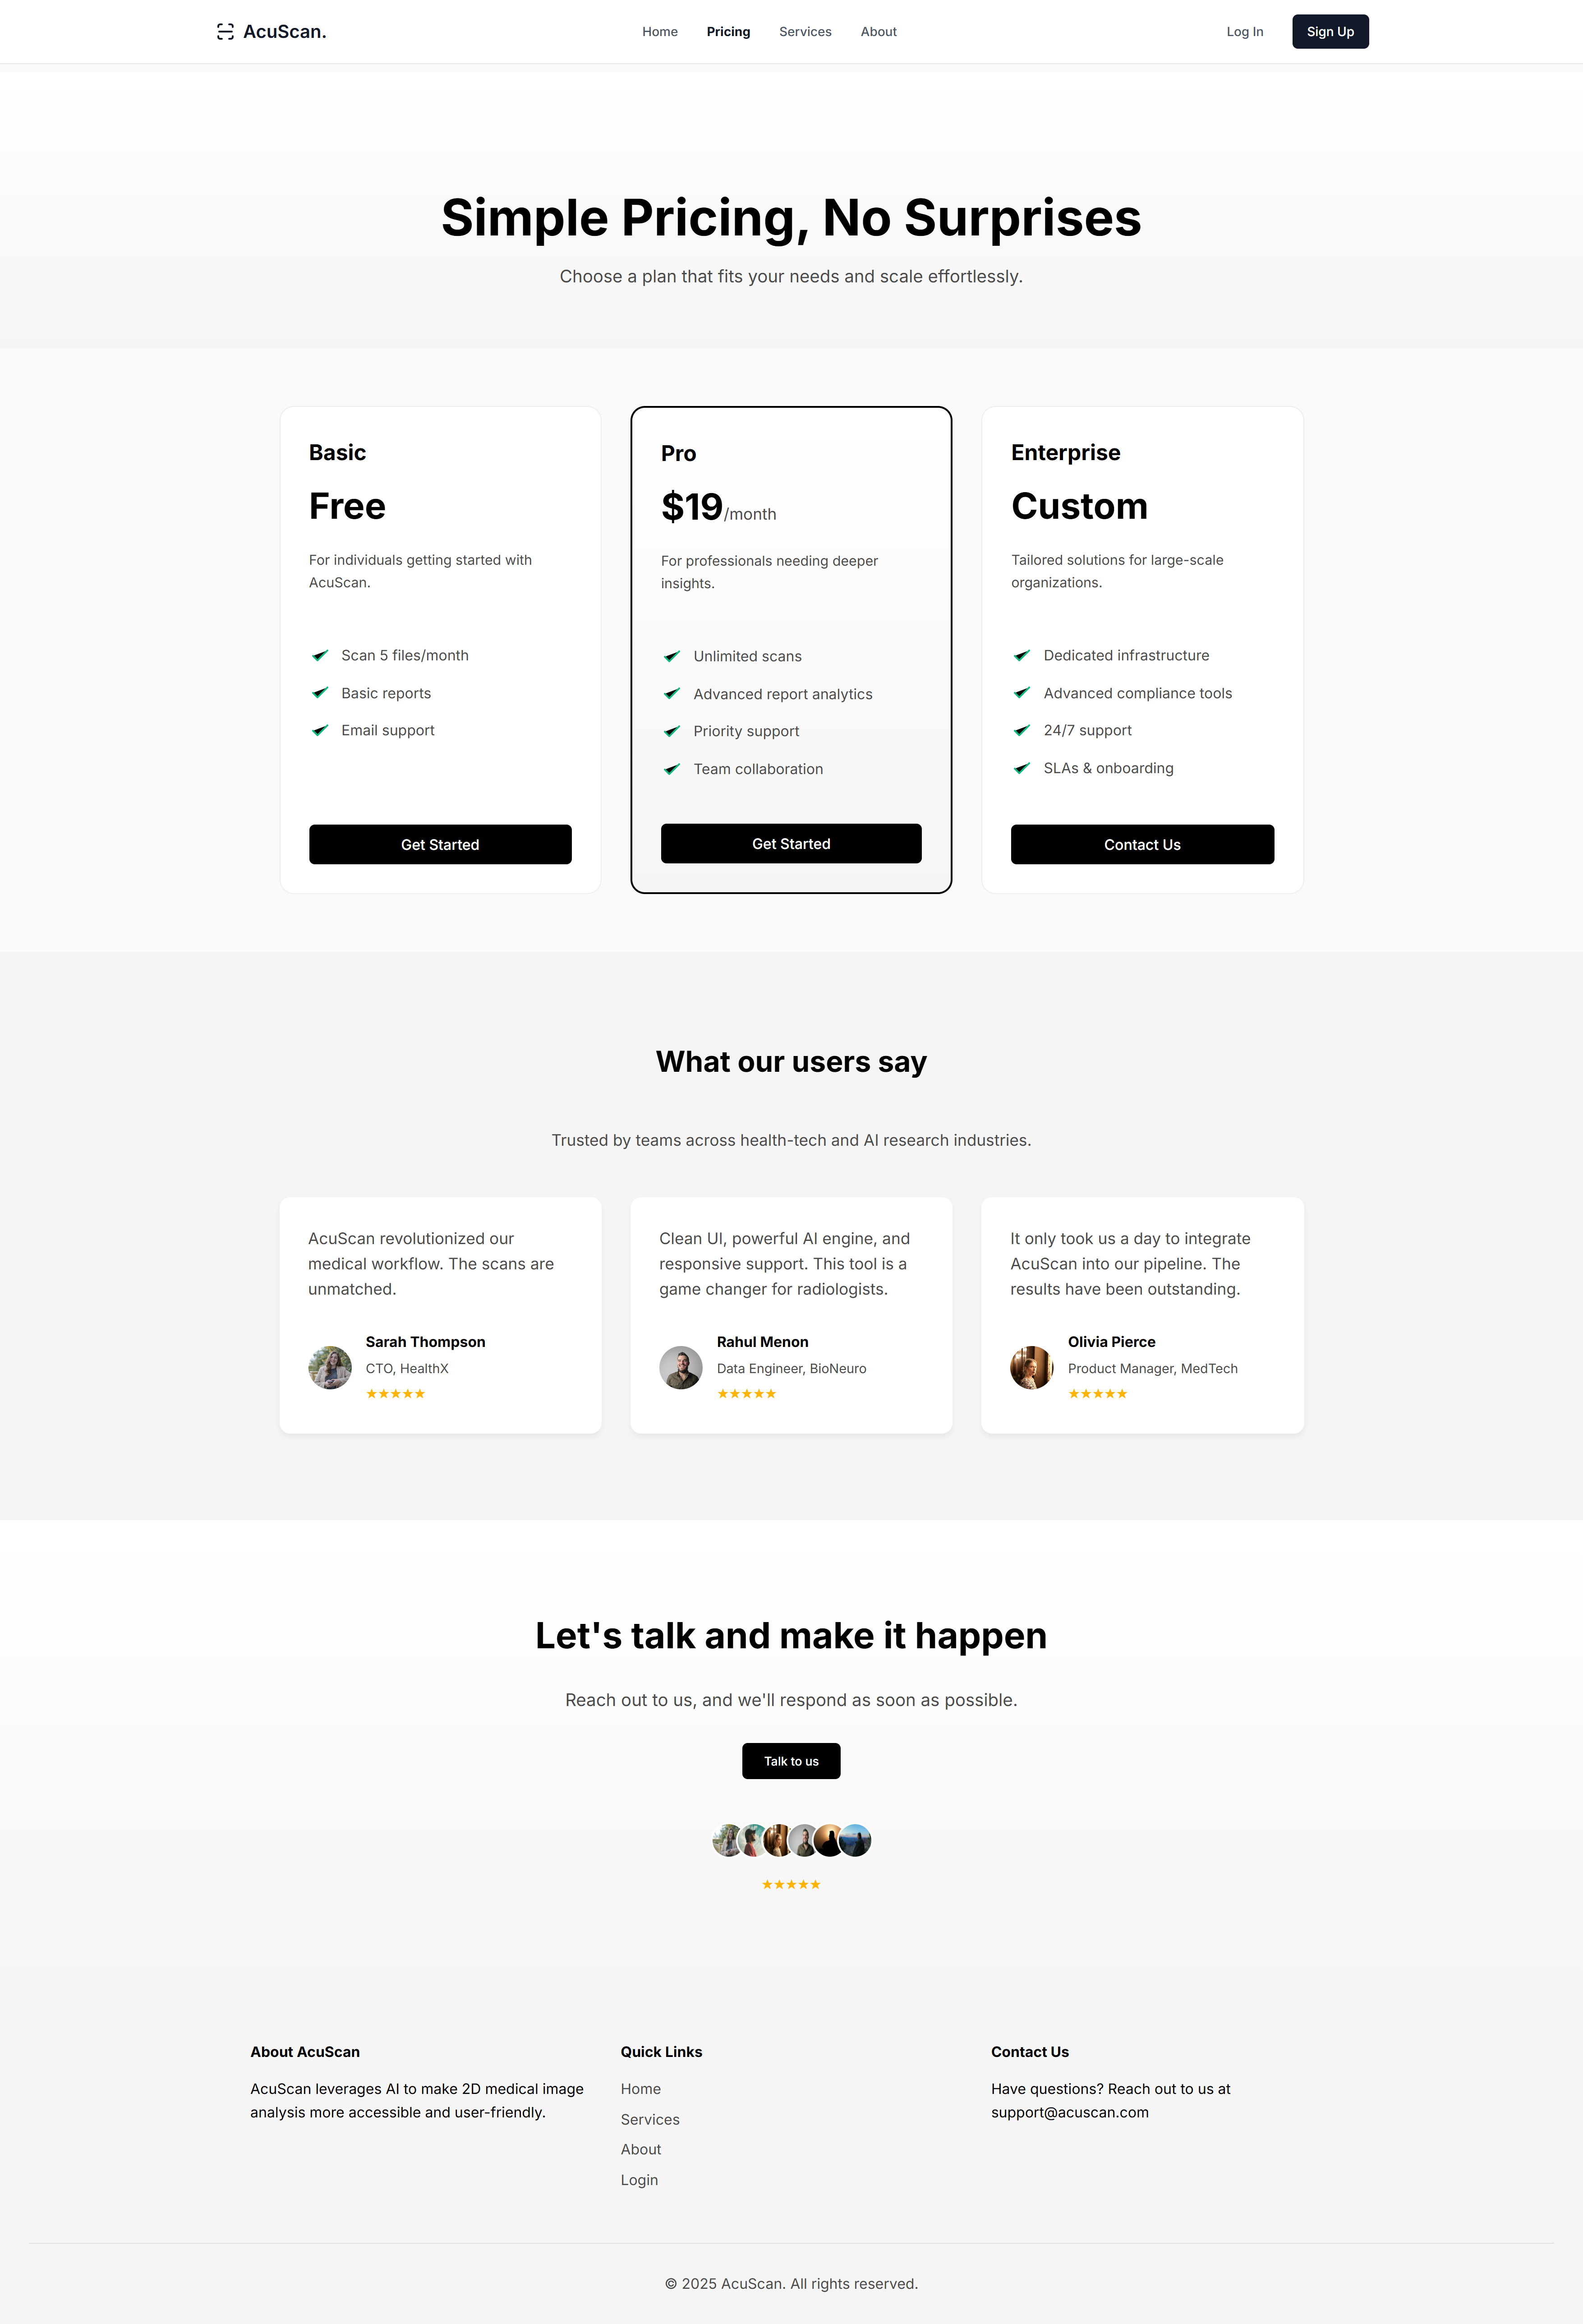 AcuScan.
Home
Pricing
Services
About
Log In
Sign Up
Simple Pricing, No Surprises
Choose a plan that fits your needs and scale effortlessly.
Basic
Free
For individuals getting started with
AcuScan.
Scan 5 files/month
Basic reports
Email support
Get Started
Pro
$19/month
For professionals needing deeper
insights.
Unlimited scans
Advanced report analytics
Priority support
Team collaboration
Get Started
Enterprise
Custom
Tailored solutions for large-scale
organizations.
Dedicated infrastructure
Advanced compliance tools
24/7 support
SLAs & onboarding
Contact Us
What our users say
Trusted by teams across health-tech and AI research industries.
AcuScan revolutionized our
medical workflow. The scans are
unmatched.
Sarah Thompson
CTO, HealthX
★★★★★
Clean UI, powerful AI engine, and
responsive support. This tool is a
game changer for radiologists.
Rahul Menon
Data Engineer, BioNeuro
★★★★★
It only took us a day to integrate
AcuScan into our pipeline. The
results have been outstanding.
Olivia Pierce
Product Manager, MedTech
★★★★★
Let's talk and make it happen
Reach out to us, and we'll respond as soon as possible.
Talk to us
★★★★★
About AcuScan
AcuScan leverages AI to make 2D medical image
analysis more accessible and user-friendly.
Quick Links
Home
Services
About
Login
Contact Us
Have questions? Reach out to us at
support@acuscan.com
© 2025 AcuScan. All rights reserved.